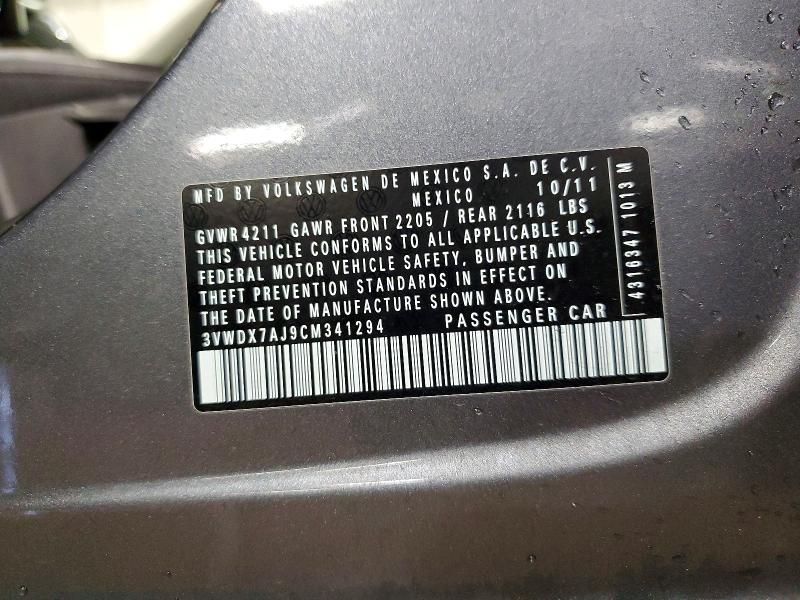 MFD BY VOLKSWAGEN DE MEXICO S.A. DE C.V.
MEXICO 10/11
GVWR 4211 GAWR FRONT 2205 / REAR 2116 LBS
THIS VEHICLE CONFORMS TO ALL APPLICABLE U.S.
FEDERAL MOTOR VEHICLE SAFETY, BUMPER AND
THEFT PREVENTION STANDARDS IN EFFECT ON
THE DATE OF MANUFACTURE SHOWN ABOVE.
3VWDX7AJ9CM341294 PASSENGER CAR
4316347 1013 M